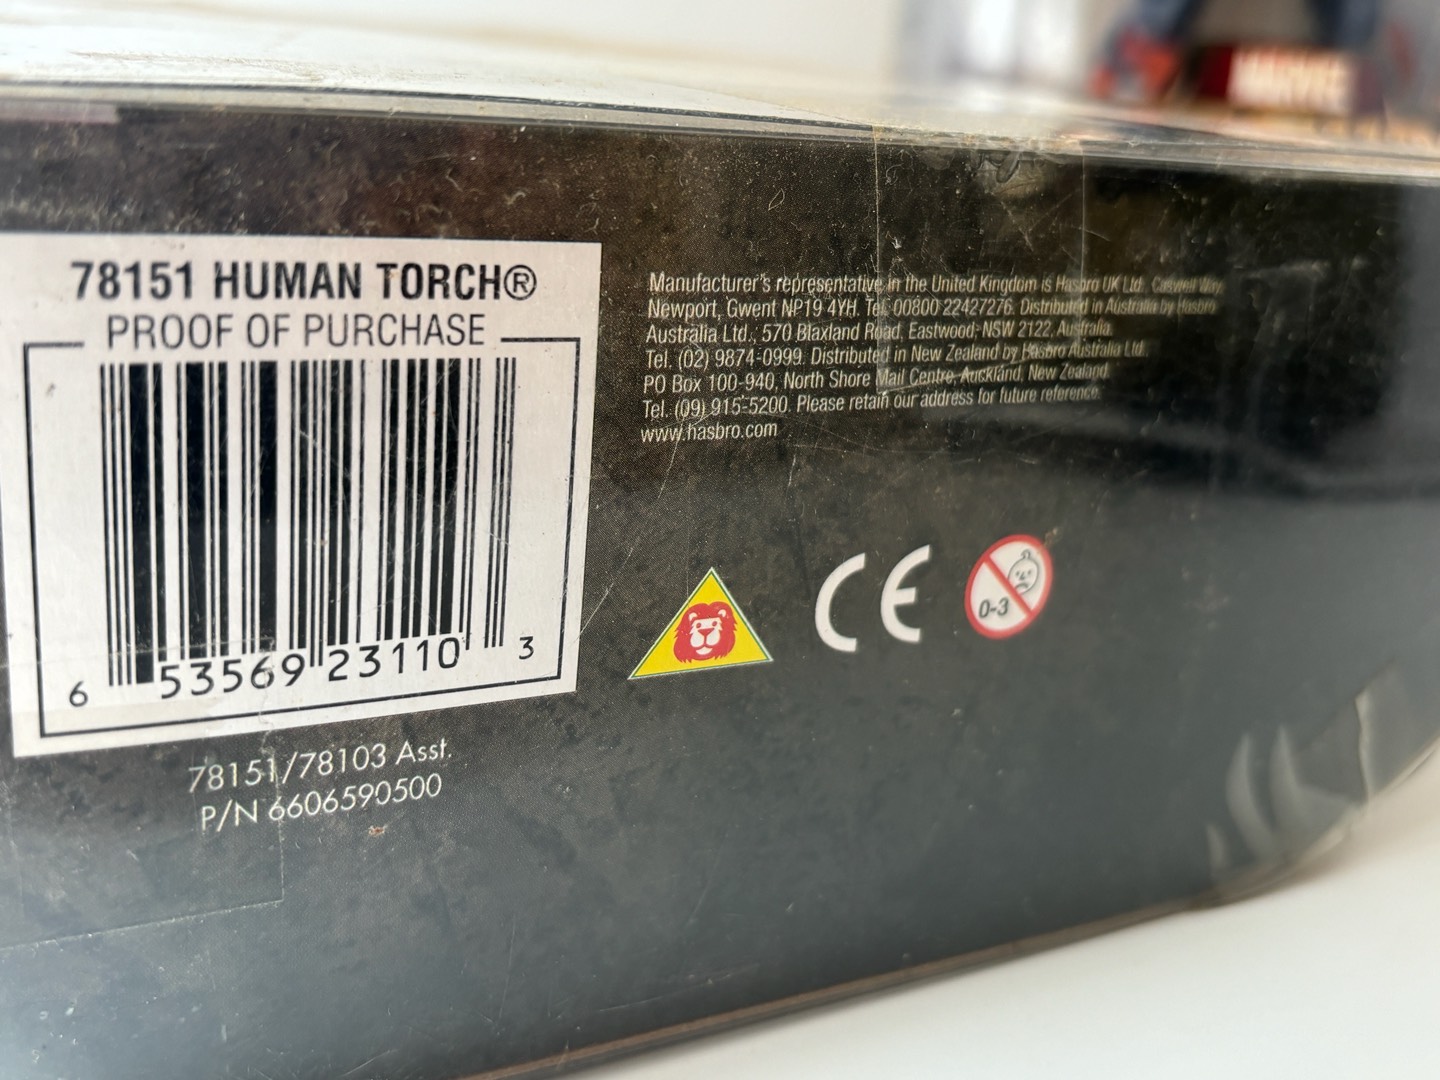 MARVEL
78151 HUMAN TORCH®
PROOF OF PURCHASE
6 53569 23110 3
78151/78103 Asst.
P/N 6606590500
Manufacturer's representative in the United Kingdom is Hasbro UK Ltd. Caswell Way,
Newport, Gwent NP19 4YH. Tel. 00800 22427276. Distributed in Australia by Hasbro
Australia Ltd., 570 Blaxland Road, Eastwood, NSW 2122, Australia.
Tel. (02) 9874-0999. Distributed in New Zealand by Hasbro Australia Ltd.,
PO Box 100-940, North Shore Mail Centre, Auckland, New Zealand.
Tel. (09) 915-5200. Please retain our address for future reference.
www.hasbro.com
CE
0-3